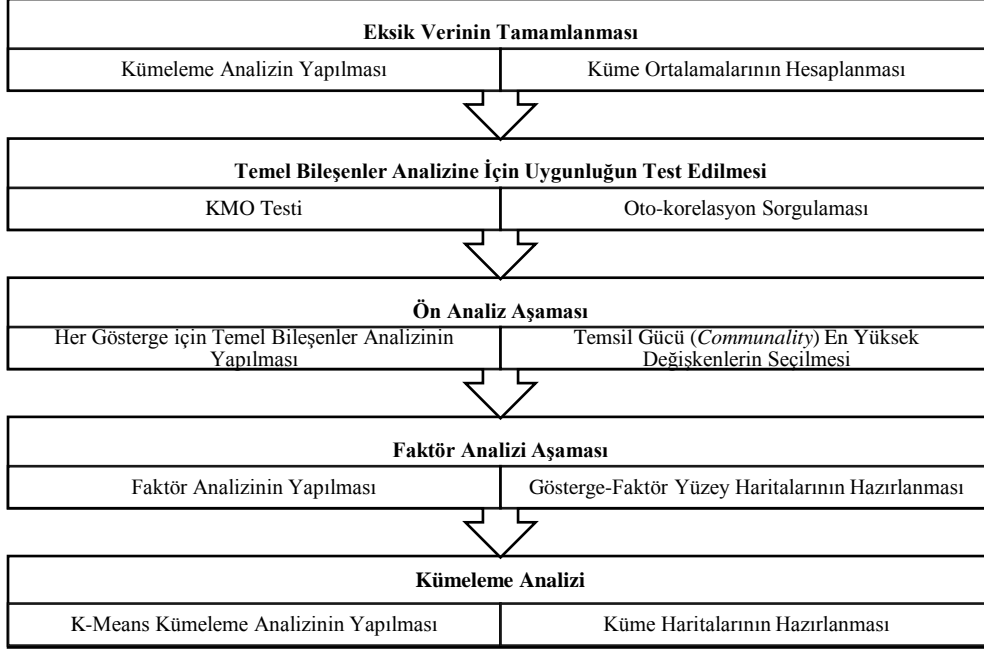 Eksik Verinin Tamamlanması
Kümeleme Analizin Yapılması
Küme Ortalamalarının Hesaplanması
Temel Bileşenler Analizine İçin Uygunluğun Test Edilmesi
KMO Testi
Oto-korelasyon Sorgulaması
Ön Analiz Aşaması
Her Gösterge için Temel Bileşenler Analizinin
Yapılması
Temsil Gücü (Communality) En Yüksek
Değişkenlerin Seçilmesi
Faktör Analizi Aşaması
Faktör Analizinin Yapılması
Gösterge-Faktör Yüzey Haritalarının Hazırlanması
Kümeleme Analizi
K-Means Kümeleme Analizinin Yapılması
Küme Haritalarının Hazırlanması